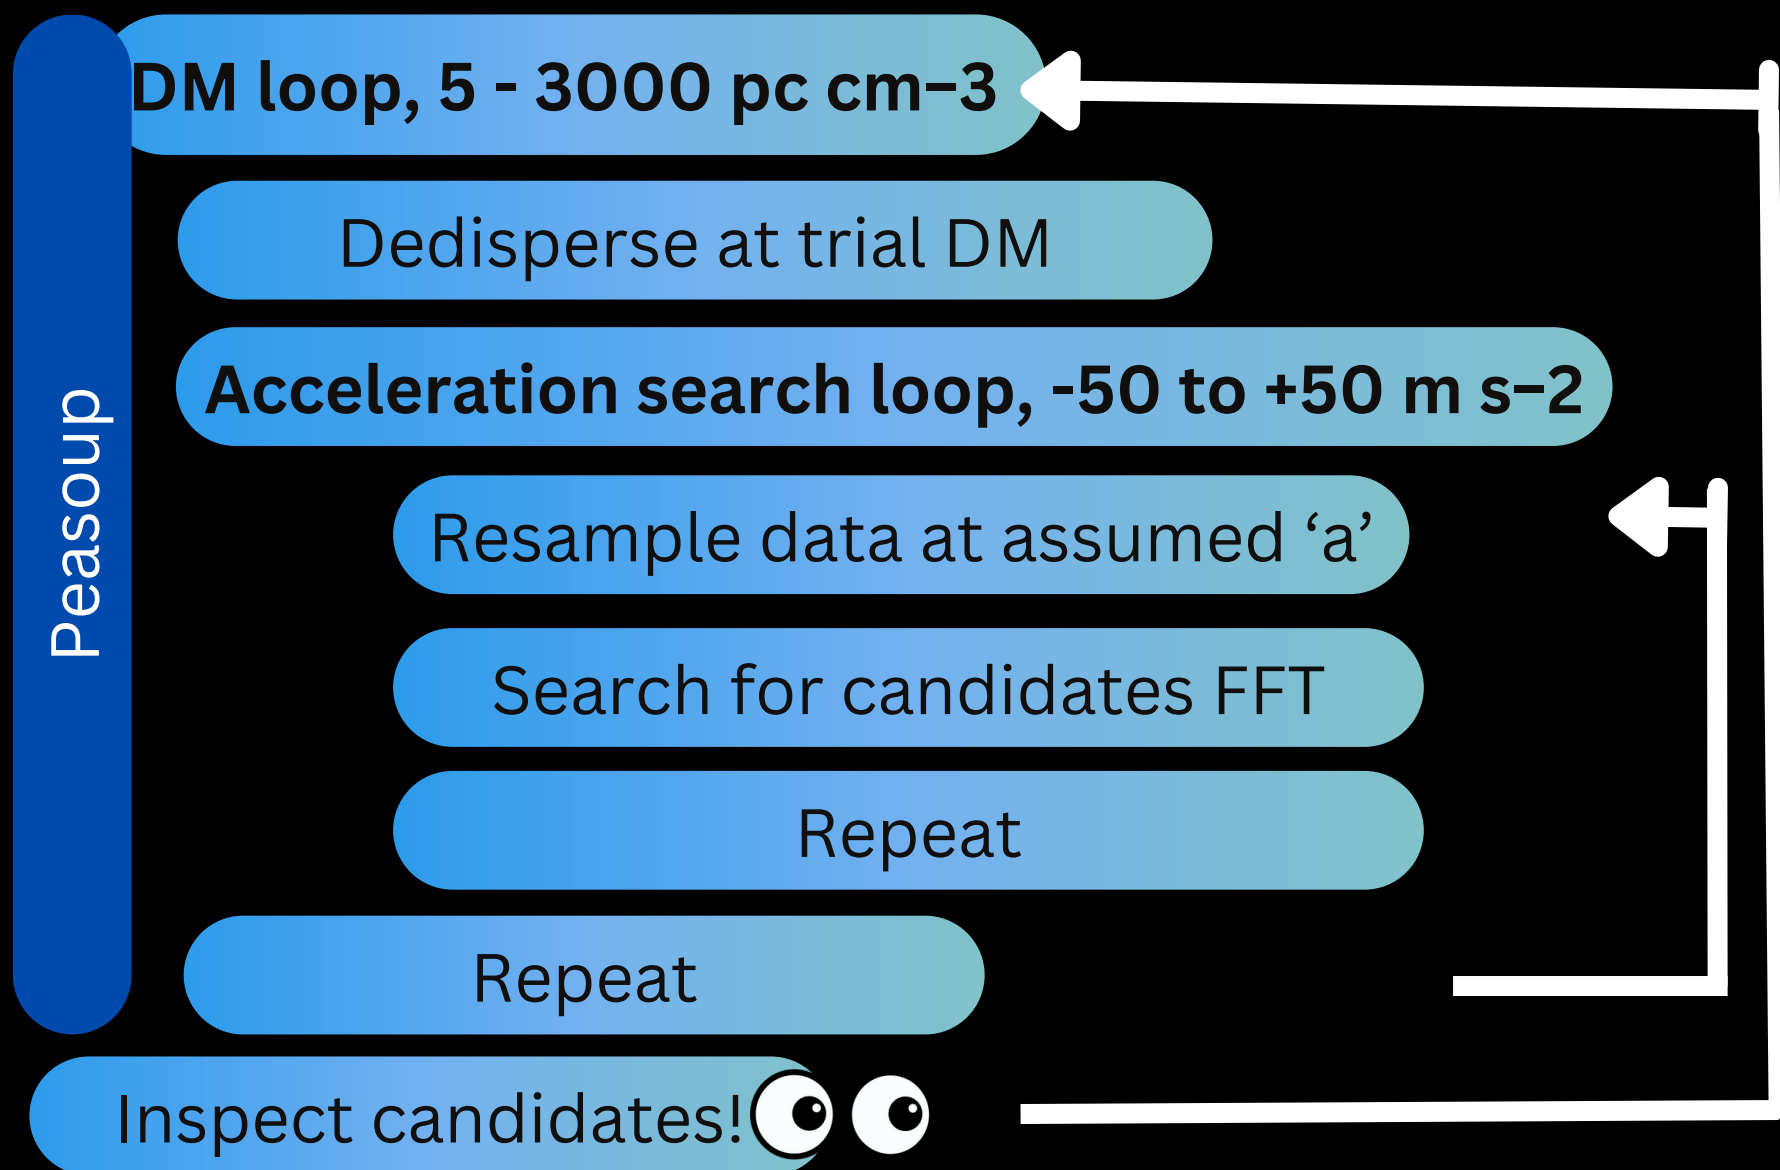 DM loop, 5 - 3000 pc cm−3
Dedisperse at trial DM
Acceleration search loop, -50 to +50 m s−2
Resample data at assumed ‘a’
Search for candidates FFT
Repeat
Repeat
Inspect candidates!
Peasoup